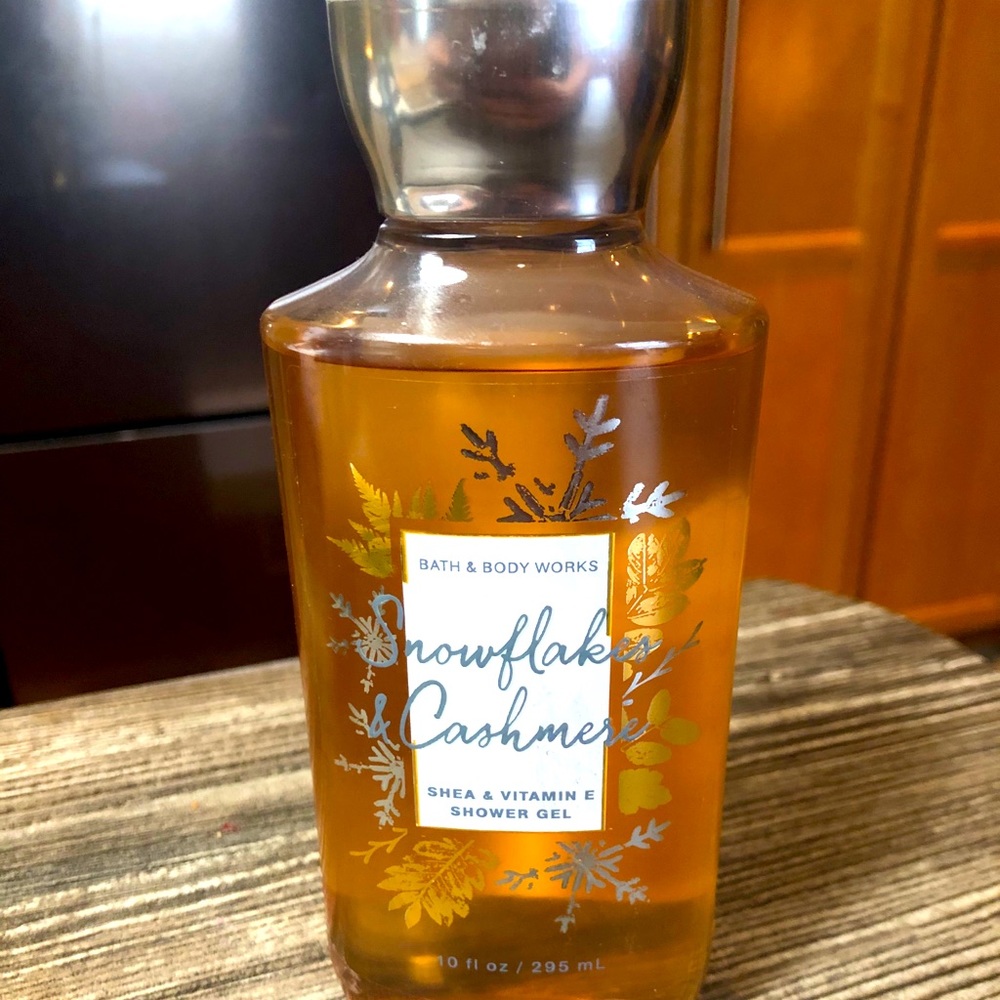 BATH & BODY WORKS
Snowflakes
& Cashmere
SHEA & VITAMIN E
SHOWER GEL
10 fl oz / 295 mL